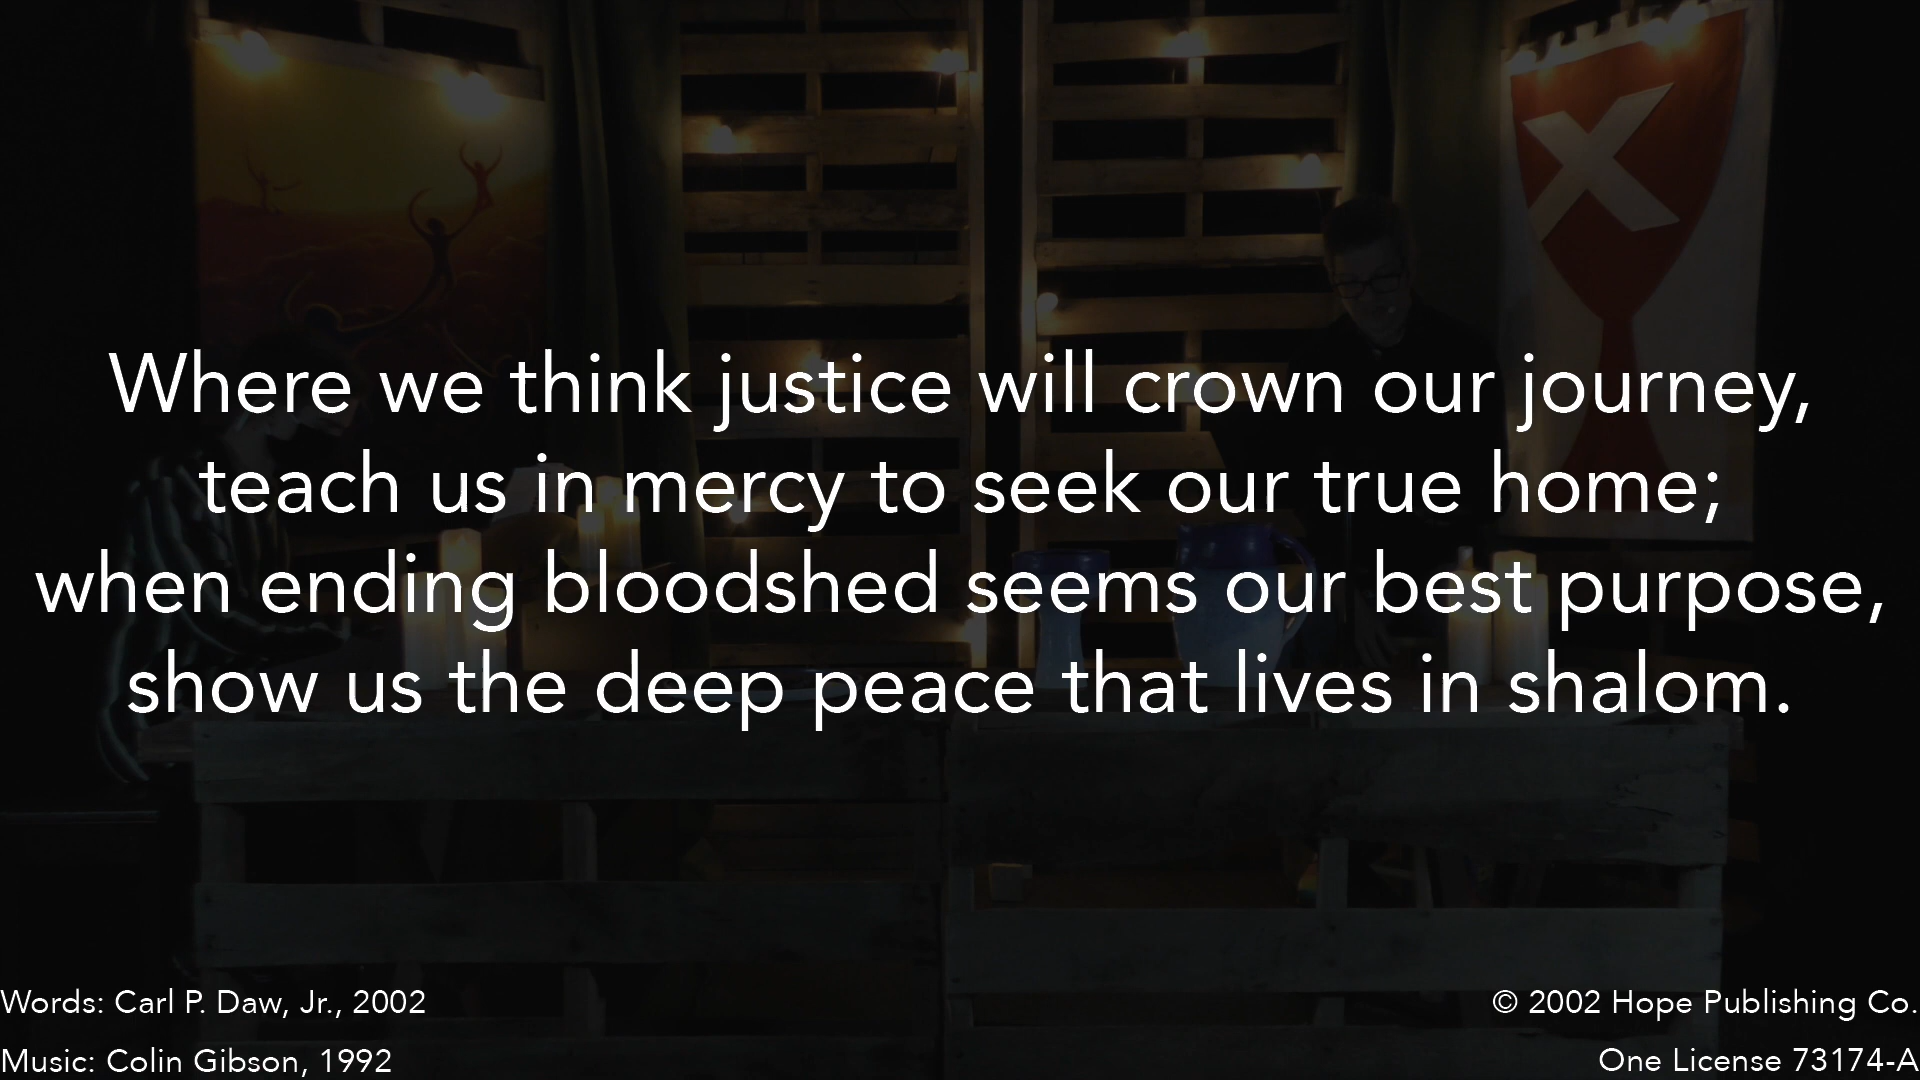 Where we think justice will crown our journey,
teach us in mercy to seek our true home;
when ending bloodshed seems our best purpose,
show us the deep peace that lives in shalom.
Words: Carl P. Daw, Jr., 2002
© 2002 Hope Publishing Co.
Music: Colin Gibson, 1992
One License 73174-A